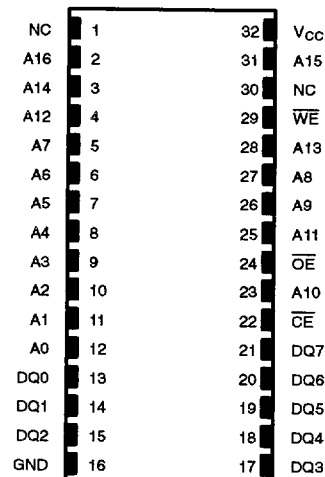 NC 1 32 VCC
A16 2 31 A15
A14 3 30 NC
A12 4 29 WE
A7 5 28 A13
A6 6 27 A8
A5 7 26 A9
A4 8 25 A11
A3 9 24 OE
A2 10 23 A10
A1 11 22 CE
A0 12 21 DQ7
DQ0 13 20 DQ6
DQ1 14 19 DQ5
DQ2 15 18 DQ4
GND 16 17 DQ3